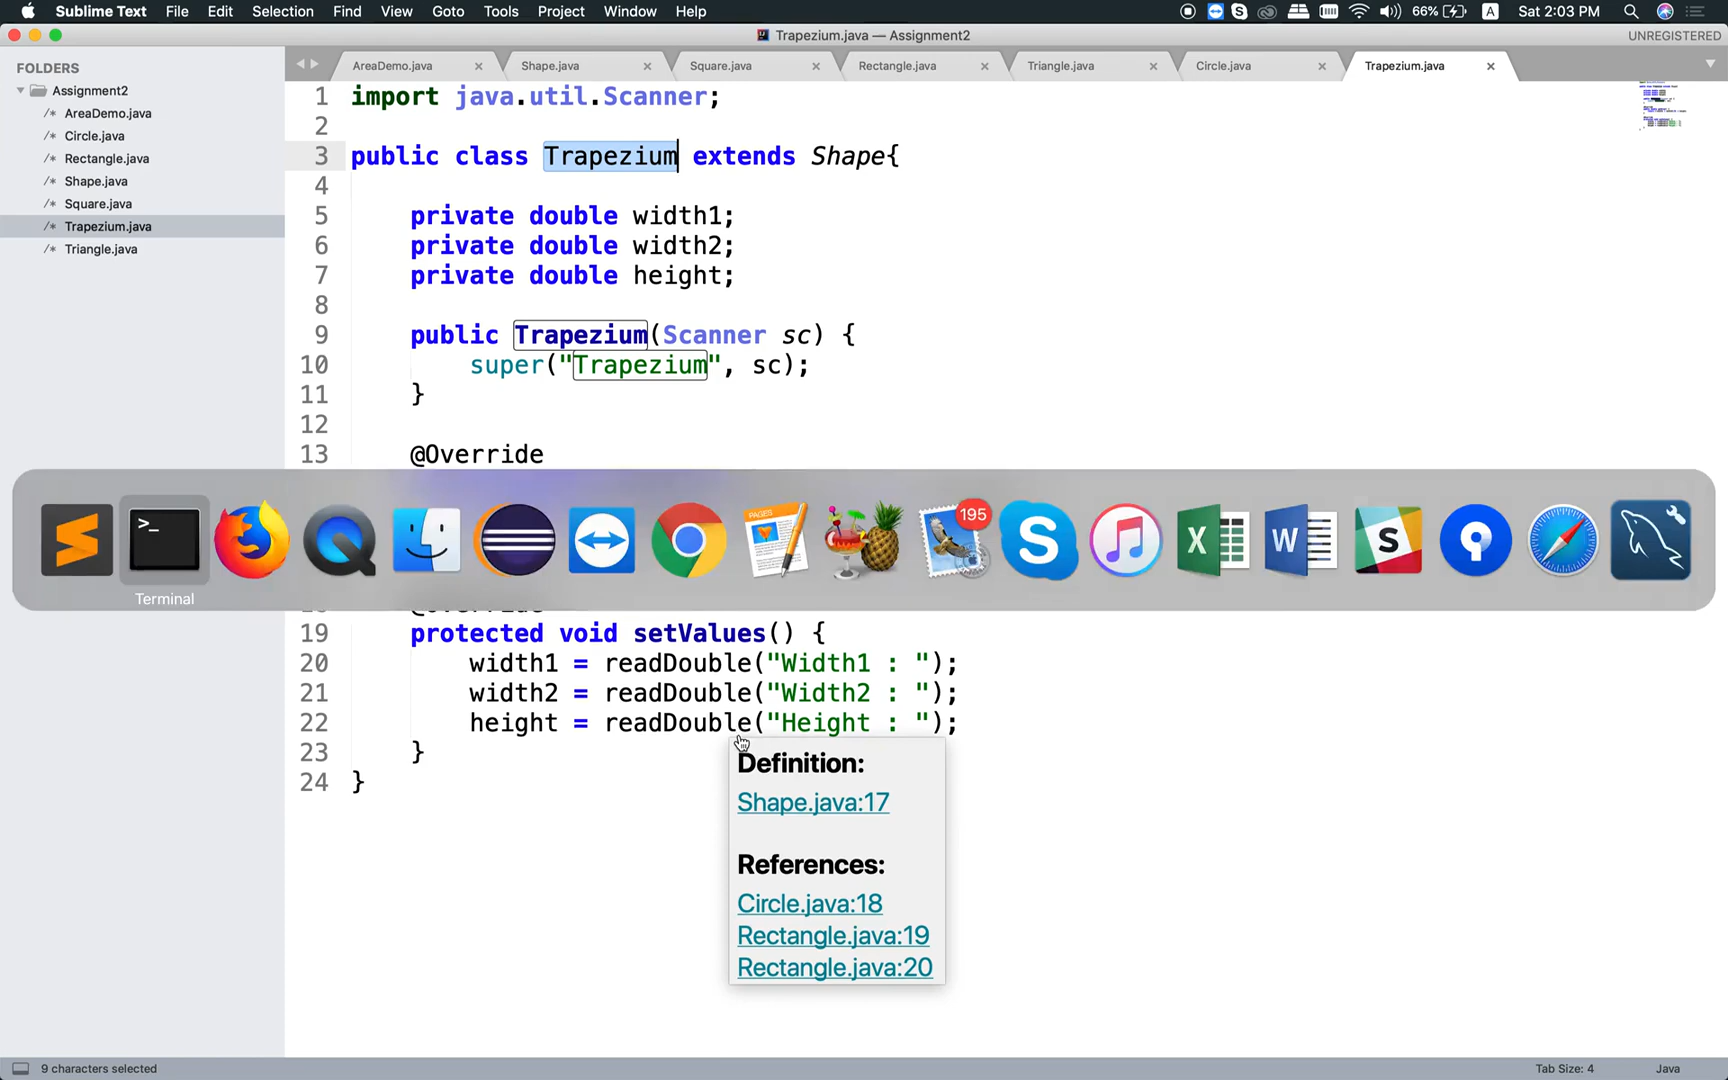 Sublime Text File Edit Selection Find View Goto Tools Project Window Help 66% A Sat 2:03 PM
Trapezium.java — Assignment2 UNREGISTERED
FOLDERS
Assignment2
/* AreaDemo.java
/* Circle.java
/* Rectangle.java
/* Shape.java
/* Square.java
/* Trapezium.java
/* Triangle.java
AreaDemo.java × Shape.java × Square.java × Rectangle.java × Triangle.java × Circle.java × Trapezium.java ×
1 import java.util.Scanner;
2
3 public class Trapezium extends Shape{
4
5 private double width1;
6 private double width2;
7 private double height;
8
9 public Trapezium(Scanner sc) {
10 super("Trapezium", sc);
11 }
12
13 @Override
>_
PAGES
195
S
X
W
S
Terminal
19 protected void setValues() {
20 width1 = readDouble("Width1 : ");
21 width2 = readDouble("Width2 : ");
22 height = readDouble("Height : ");
23 }
24 }
Definition:
Shape.java:17
References:
Circle.java:18
Rectangle.java:19
Rectangle.java:20
9 characters selected Tab Size: 4 Java